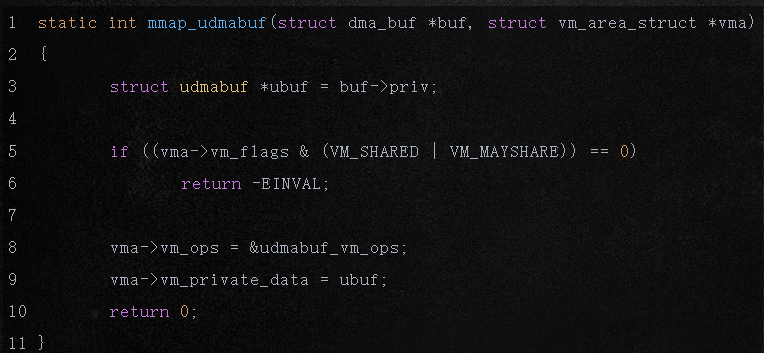 1 static int mmap_udmabuf(struct dma_buf *buf, struct vm_area_struct *vma)
2 {
3 struct udmabuf *ubuf = buf->priv;
4
5 if ((vma->vm_flags & (VM_SHARED | VM_MAYSHARE)) == 0)
6 return -EINVAL;
7
8 vma->vm_ops = &udmabuf_vm_ops;
9 vma->vm_private_data = ubuf;
10 return 0;
11 }